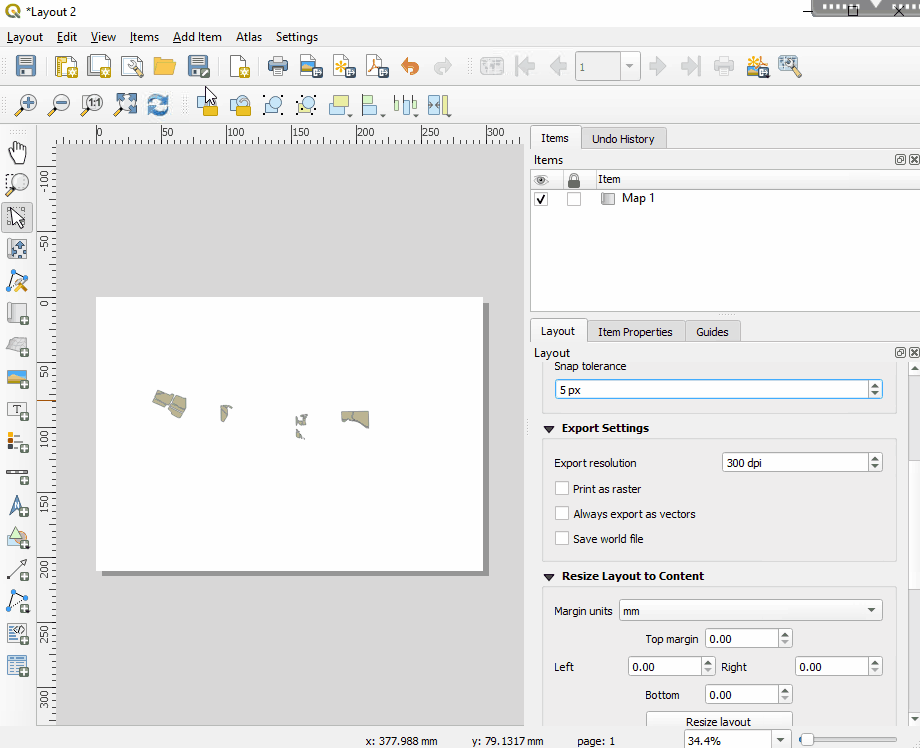 *Layout 2
Layout Edit View Items Add Item Atlas Settings
1:1
1
0 50 100 150 200 250 300
-100
-50
0
50
100
150
200
250
300
T
Items Undo History
Items
Item
Map 1
Layout Item Properties Guides
Layout
Snap tolerance
5 px
Export Settings
Export resolution 300 dpi
Print as raster
Always export as vectors
Save world file
Resize Layout to Content
Margin units mm
Top margin 0.00
Left 0.00 Right 0.00
Bottom 0.00
Resize layout
x: 377.988 mm y: 79.1317 mm page: 1 34.4%